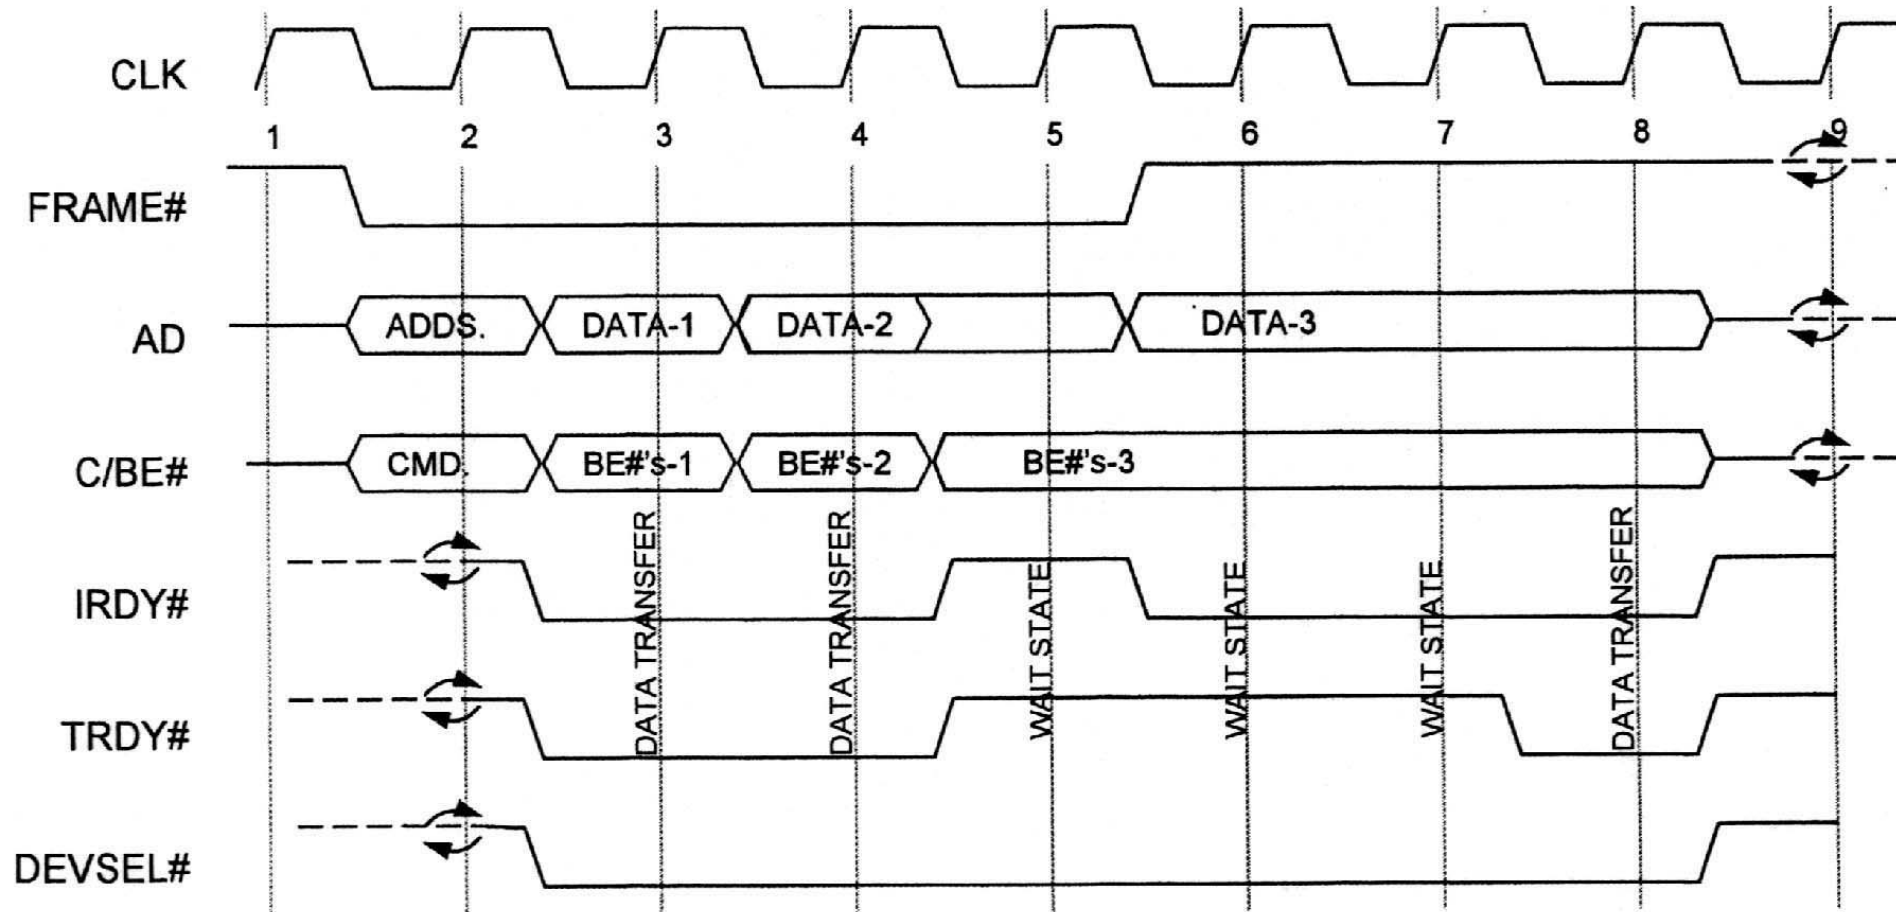 CLK
1 2 3 4 5 6 7 8 9
FRAME#
AD ADDS. DATA-1 DATA-2 DATA-3
C/BE# CMD. BE#'s-1 BE#'s-2 BE#'s-3
IRDY#
TRDY#
DEVSEL#
DATA TRANSFER
DATA TRANSFER
WAIT STATE
WAIT STATE
WAIT STATE
DATA TRANSFER